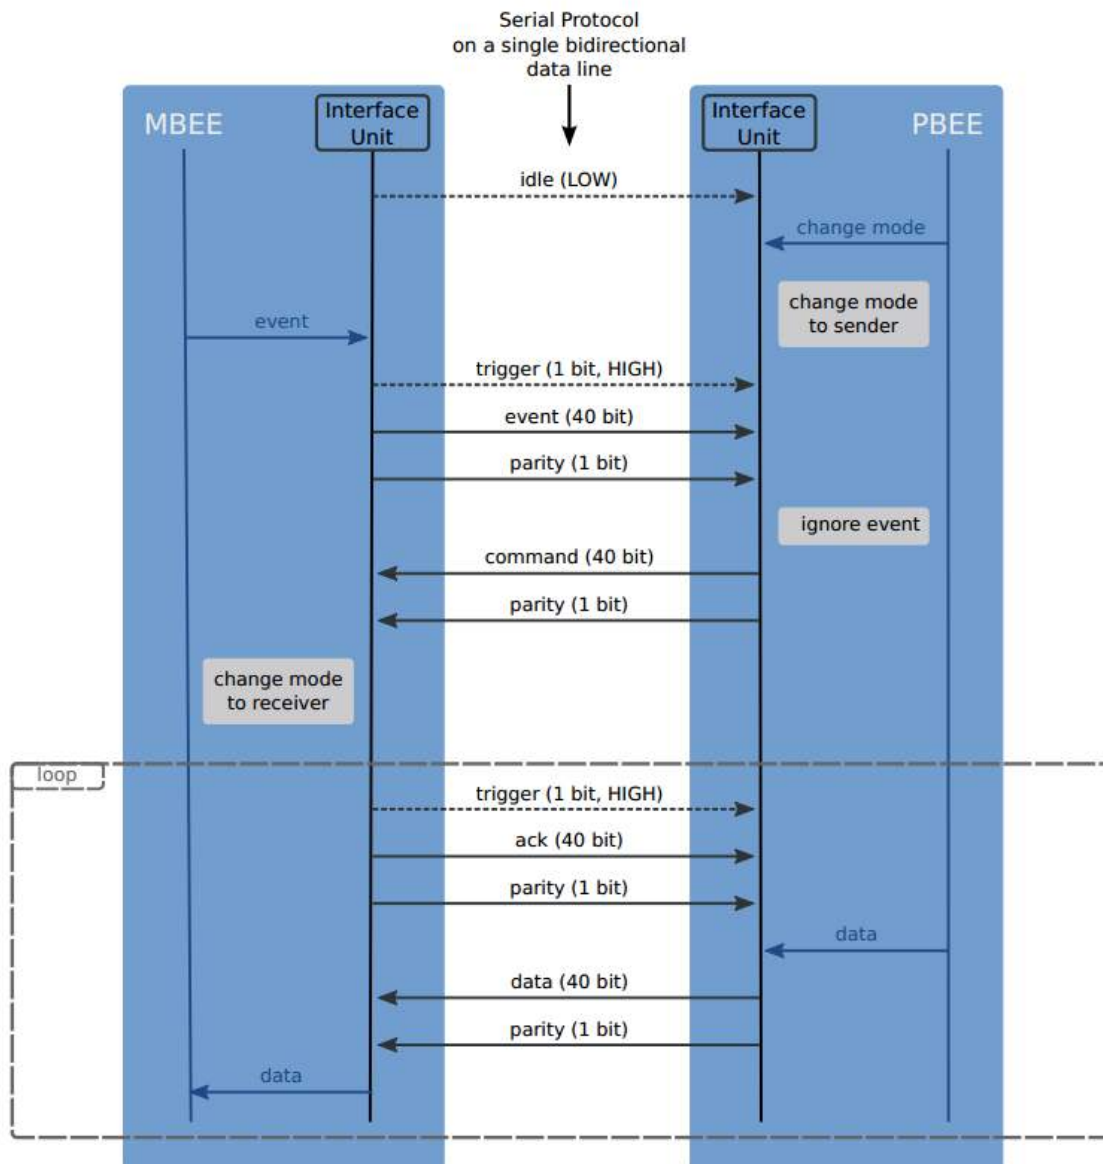 Serial Protocol
on a single bidirectional
data line
MBEE
Interface
Unit
Interface
Unit
PBEE
idle (LOW)
change mode
change mode
to sender
event
trigger (1 bit, HIGH)
event (40 bit)
parity (1 bit)
ignore event
command (40 bit)
parity (1 bit)
change mode
to receiver
loop
trigger (1 bit, HIGH)
ack (40 bit)
parity (1 bit)
data
data (40 bit)
parity (1 bit)
data